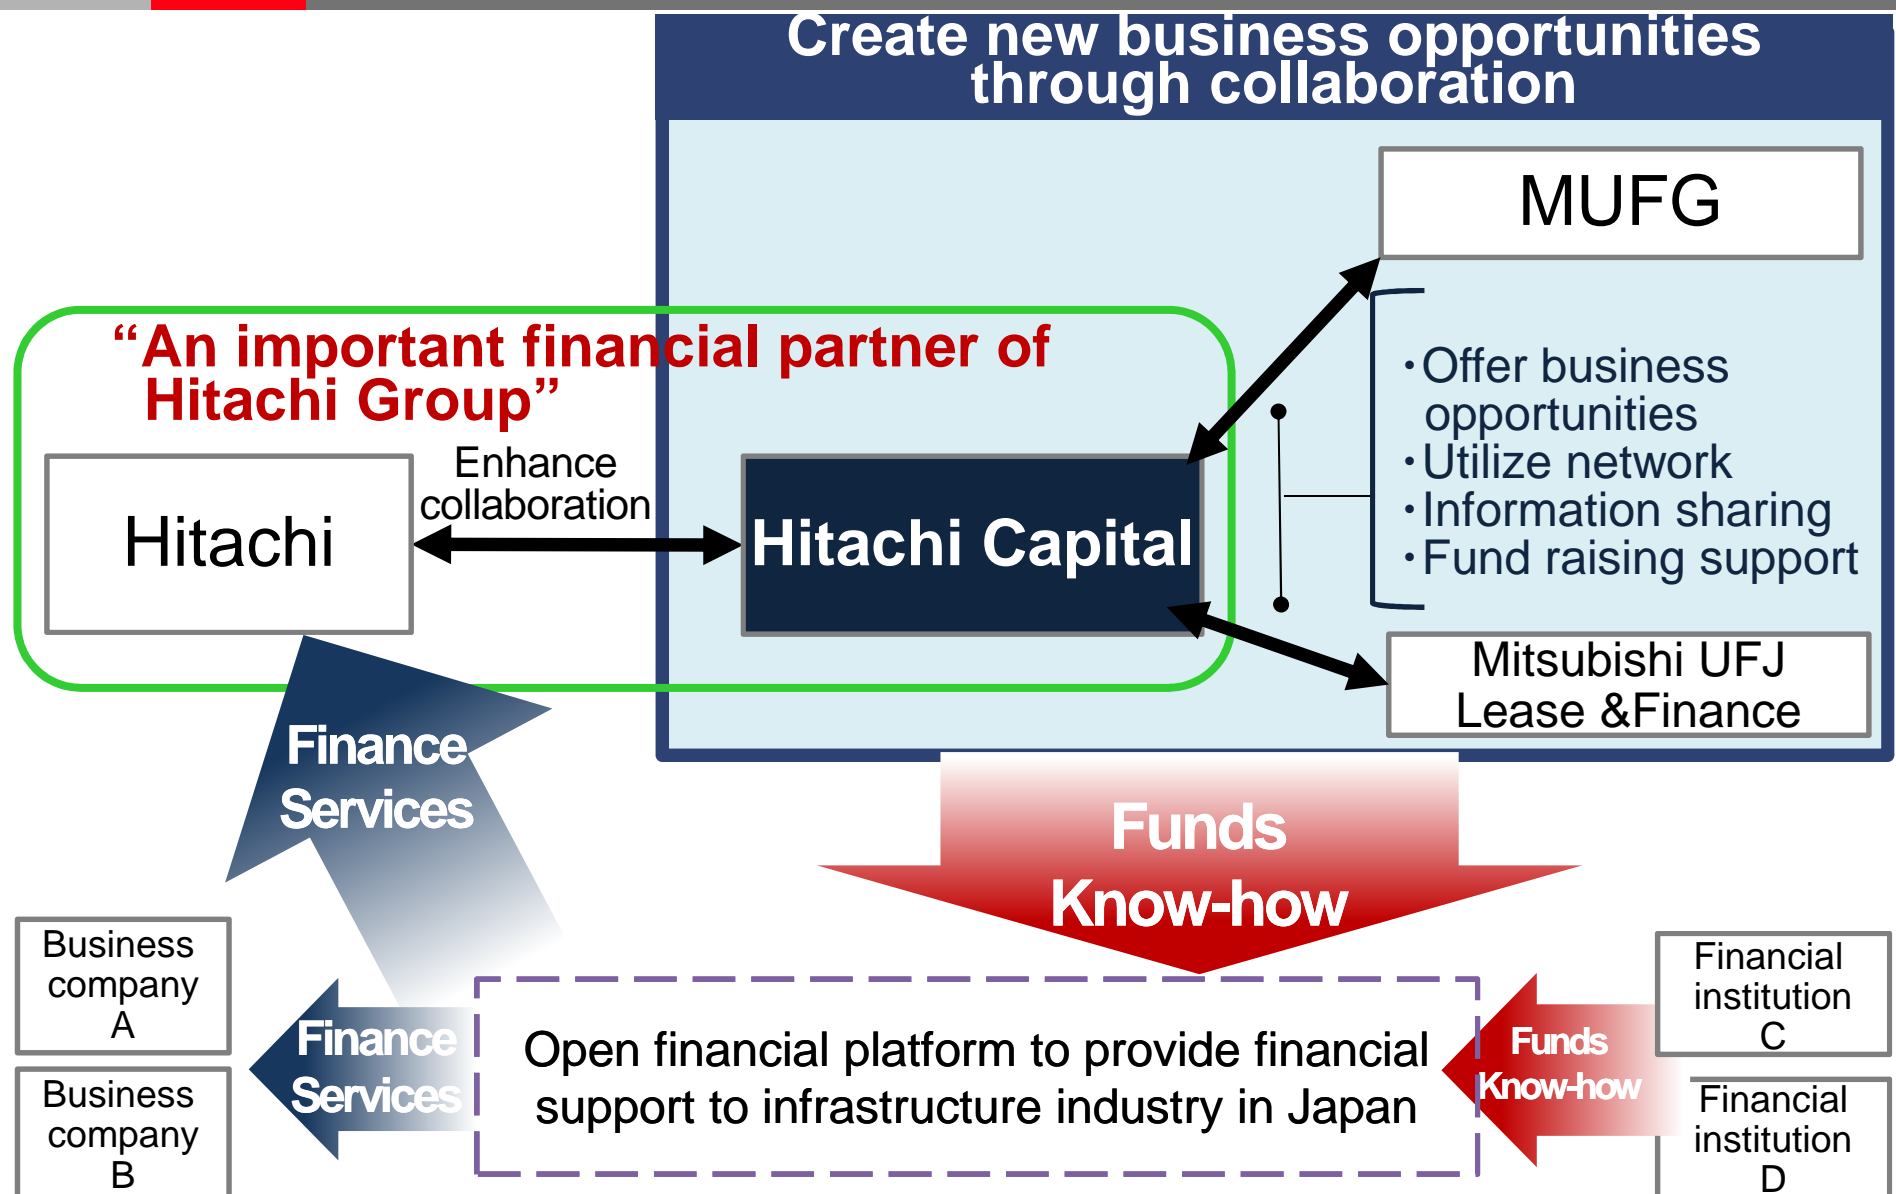 Create new business opportunities
through collaboration
MUFG
“An important financial partner of
Hitachi Group”
・Offer business
opportunities
・Utilize network
・Information sharing
・Fund raising support
Enhance
collaboration
Hitachi
Hitachi Capital
Mitsubishi UFJ
Lease &Finance
Finance
Services
Funds
Know-how
Business
company
A
Business
company
B
Finance
Services
Open financial platform to provide financial
support to infrastructure industry in Japan
Funds
Know-how
Financial
institution
C
Financial
institution
D